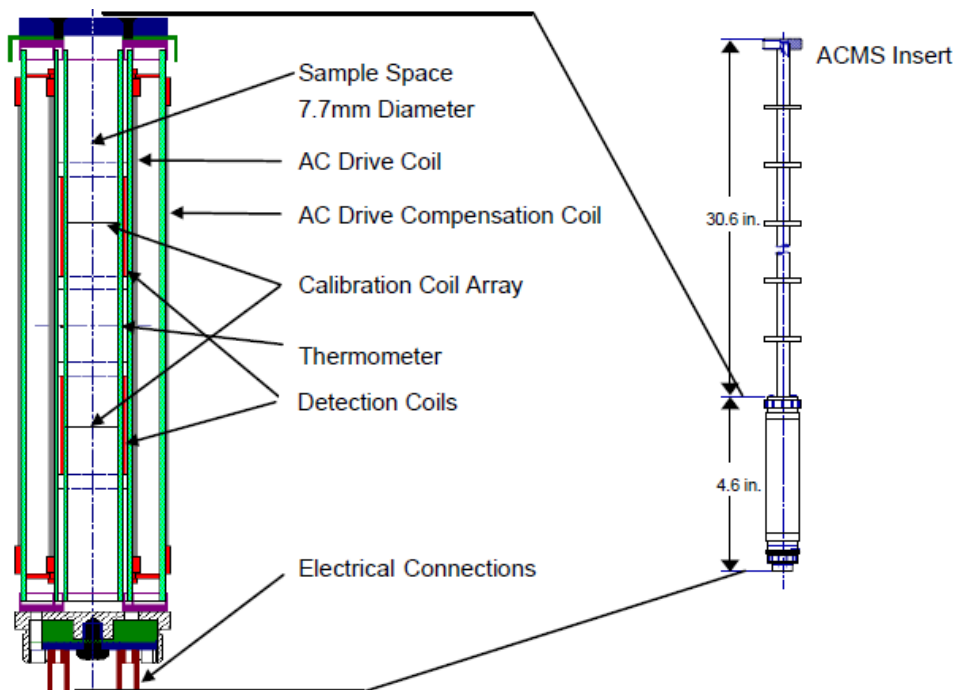 Sample Space
7.7mm Diameter
AC Drive Coil
AC Drive Compensation Coil
Calibration Coil Array
Thermometer
Detection Coils
Electrical Connections
ACMS Insert
30.6 in.
4.6 in.